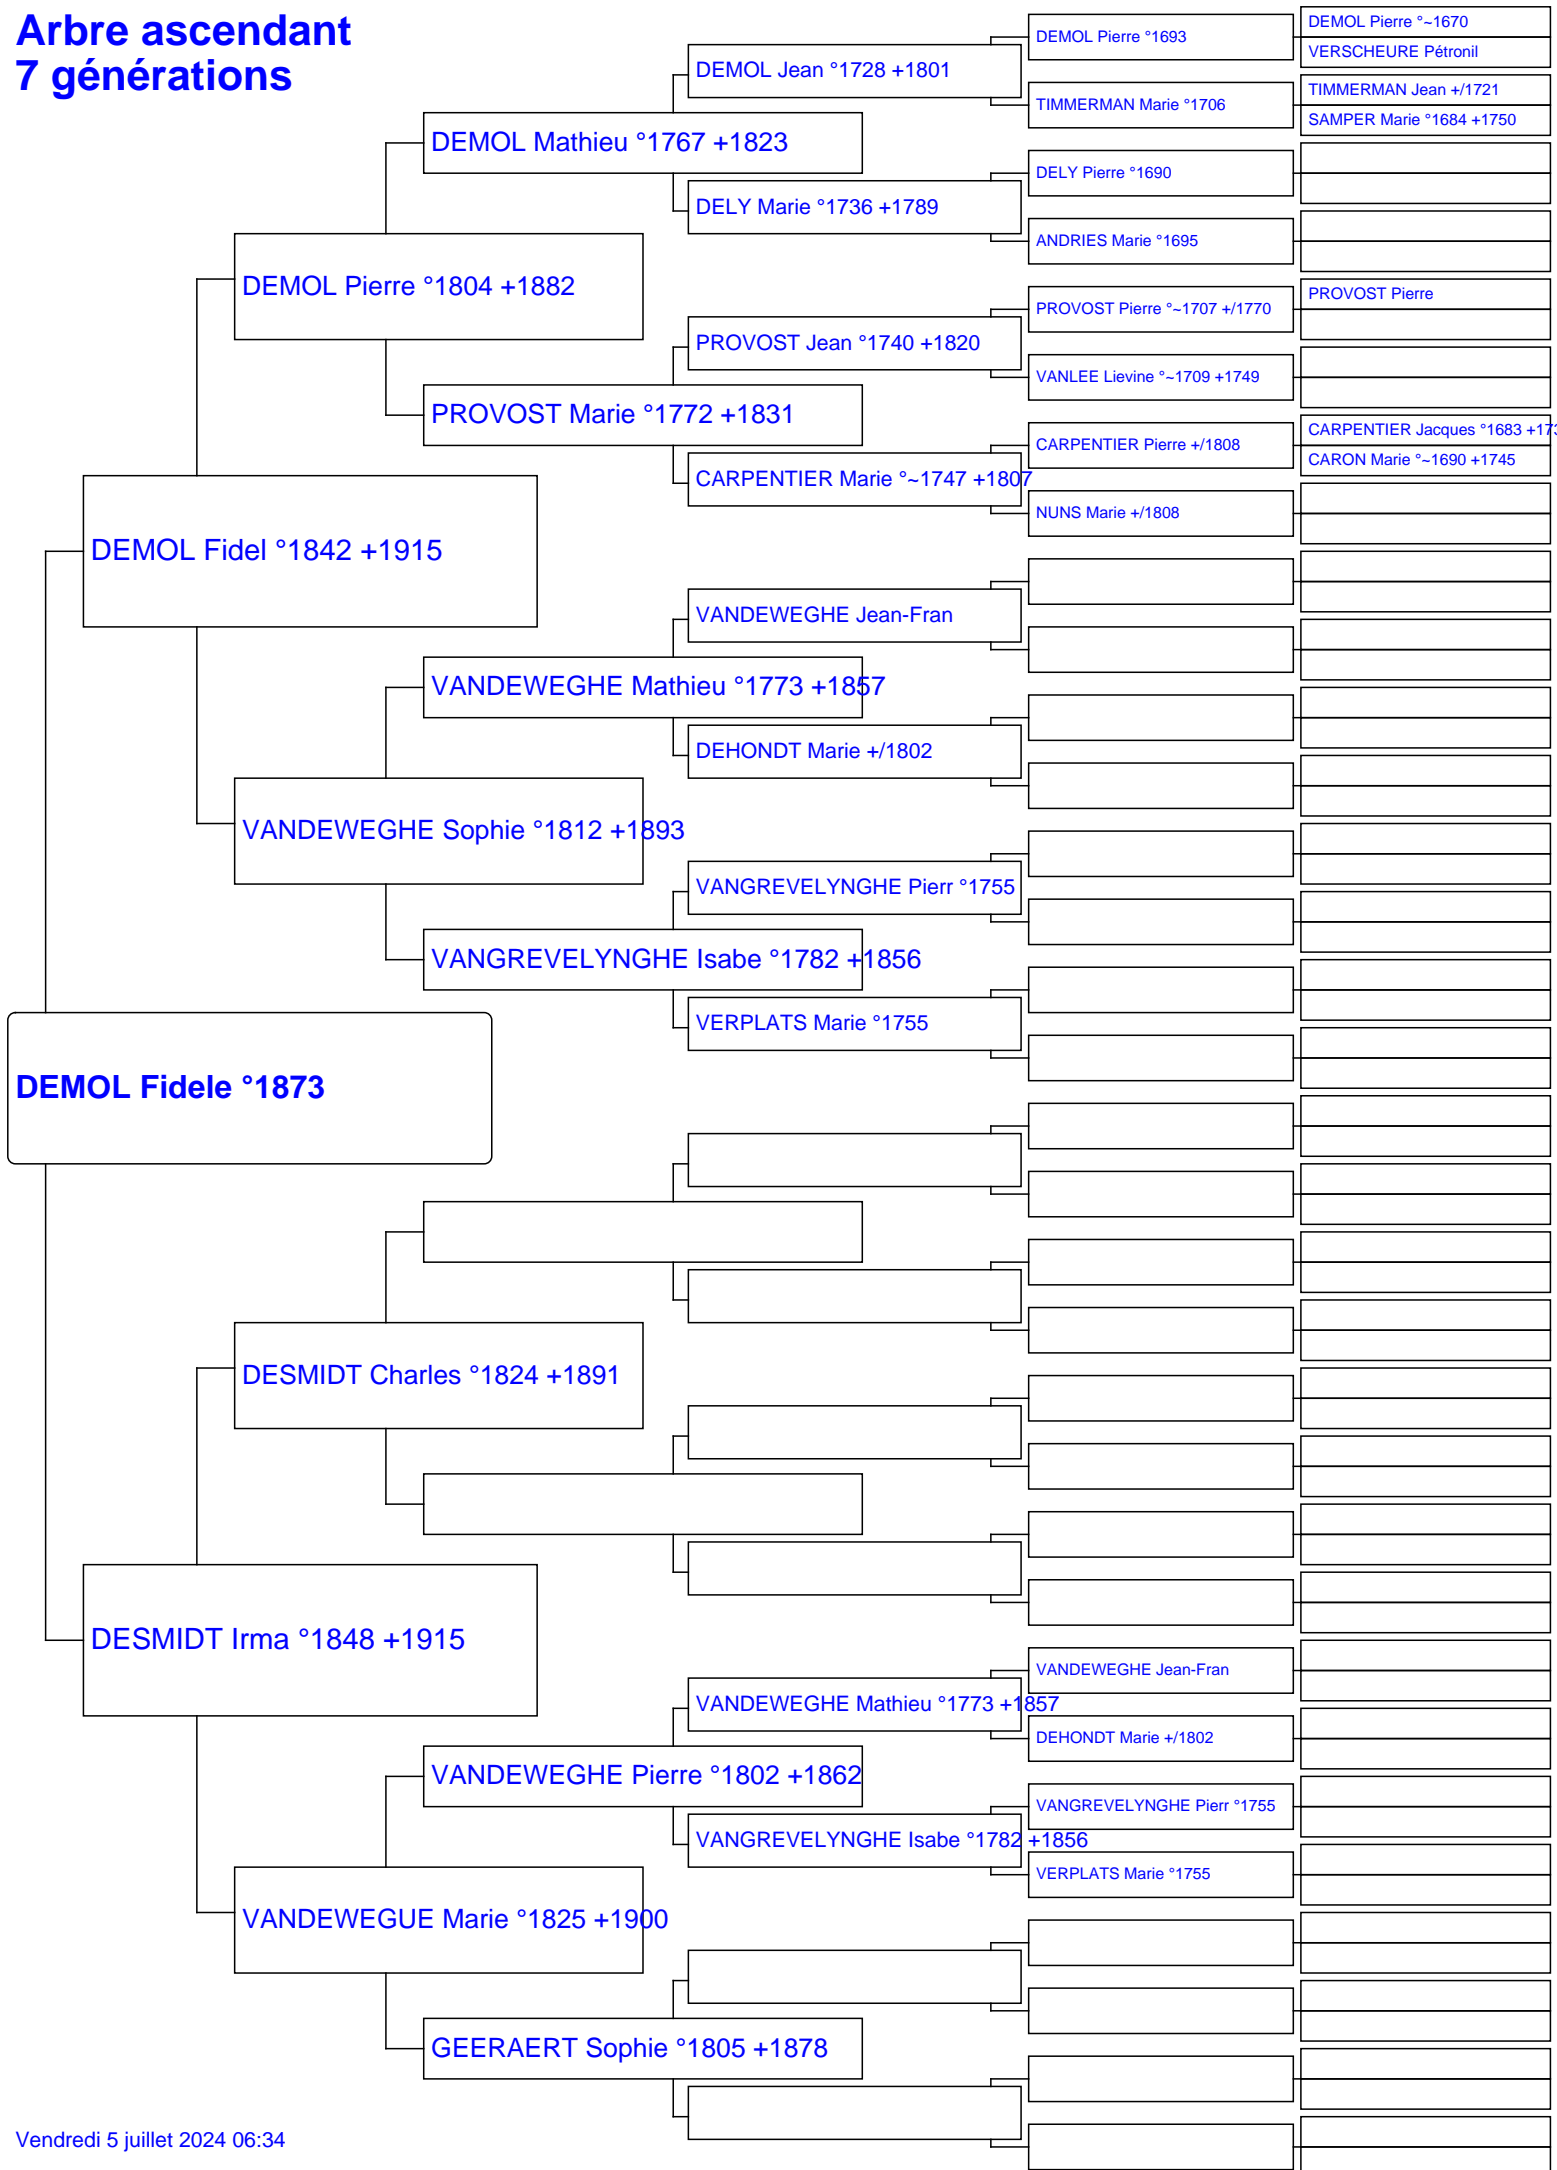 Arbre ascendant
7 générations
DEMOL Fidele °1873
DEMOL Fidel °1842 +1915
DESMIDT Irma °1848 +1915
DEMOL Pierre °1804 +1882
VANDEWEGHE Sophie °1812 +1893
DESMIDT Charles °1824 +1891
VANDEWEGUE Marie °1825 +1900
DEMOL Mathieu °1767 +1823
PROVOST Marie °1772 +1831
VANDEWEGHE Mathieu °1773 +1857
VANGREVELYNGHE Isabe °1782 +1856
VANDEWEGHE Pierre °1802 +1862
GEERAERT Sophie °1805 +1878
DEMOL Jean °1728 +1801
DELY Marie °1736 +1789
PROVOST Jean °1740 +1820
CARPENTIER Marie °~1747 +1807
VANDEWEGHE Jean-Fran
DEHONDT Marie +/1802
VANGREVELYNGHE Pierr °1755
VERPLATS Marie °1755
VANDEWEGHE Mathieu °1773 +1857
VANGREVELYNGHE Isabe °1782 +1856
DEMOL Pierre °1693
TIMMERMAN Marie °1706
DELY Pierre °1690
ANDRIES Marie °1695
PROVOST Pierre °~1707 +/1770
VANLEE Lievine °~1709 +1749
CARPENTIER Pierre +/1808
NUNS Marie +/1808
VANDEWEGHE Jean-Fran
DEHONDT Marie +/1802
VANGREVELYNGHE Pierr °1755
VERPLATS Marie °1755
DEMOL Pierre °~1670
VERSCHEURE Pétronil
TIMMERMAN Jean +/1721
SAMPER Marie °1684 +1750
PROVOST Pierre
CARPENTIER Jacques °1683
CARON Marie °~1690 +1745
Vendredi 5 juillet 2024 06:34